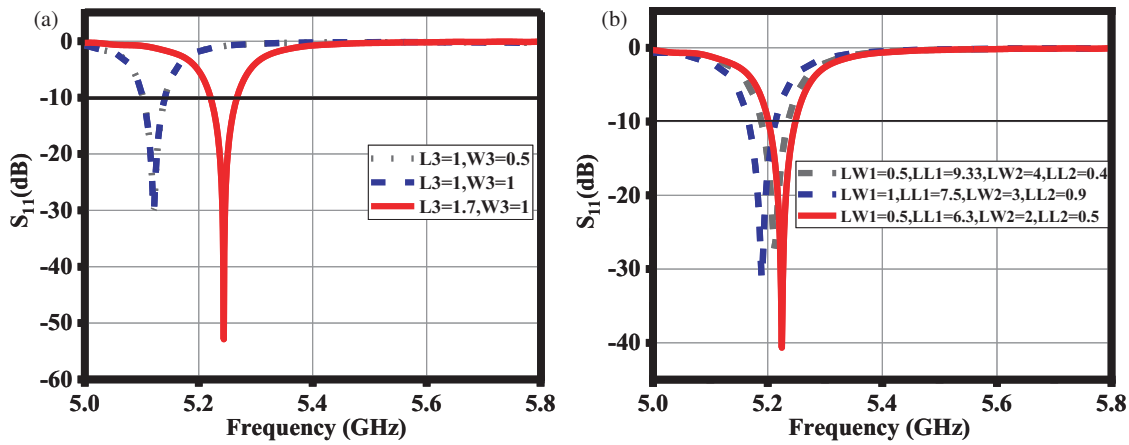 (a)
0
-10
-20
-30
-40
-50
-60
S11(dB)
L3=1,W3=0.5
L3=1,W3=1
L3=1.7,W3=1
5.0 5.2 5.4 5.6 5.8
Frequency (GHz)
(b)
0
-10
-20
-30
-40
S11(dB)
LW1=0.5,LL1=9.33,LW2=4,LL2=0.4
LW1=1,LL1=7.5,LW2=3,LL2=0.9
LW1=0.5,LL1=6.3,LW2=2,LL2=0.5
5.0 5.2 5.4 5.6 5.8
Frequency (GHz)